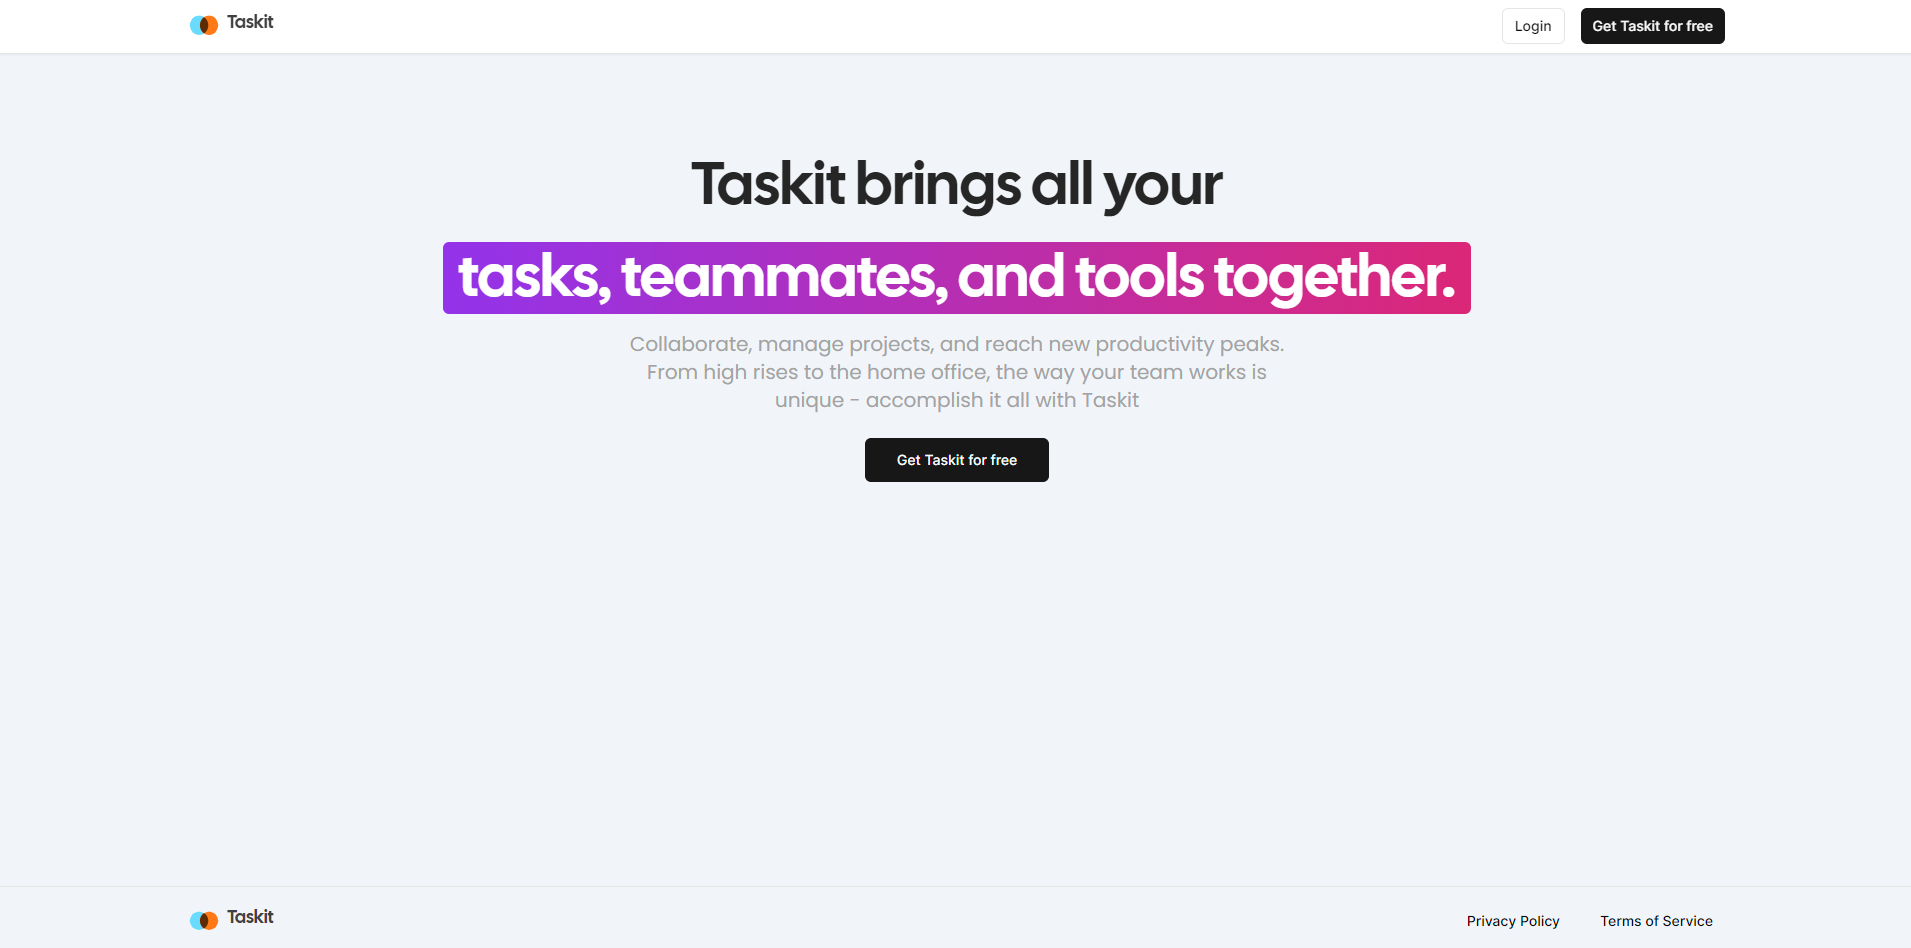 Taskit
Login
Get Taskit for free
Taskit brings all your
tasks, teammates, and tools together.
Collaborate, manage projects, and reach new productivity peaks.
From high rises to the home office, the way your team works is
unique - accomplish it all with Taskit
Get Taskit for free
Taskit
Privacy Policy
Terms of Service